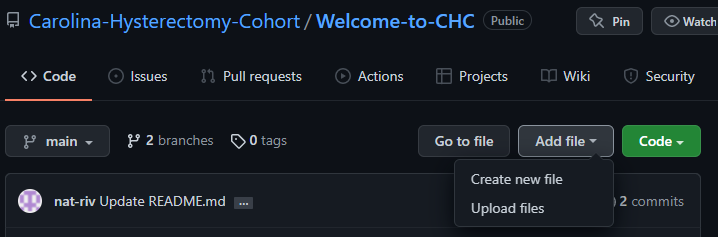 Carolina-Hysterectomy-Cohort / Welcome-to-CHC Public Pin Watch
Code Issues Pull requests Actions Projects Wiki Security
main 2 branches 0 tags Go to file Add file Code
Create new file
Upload files
nat-riv Update README.md ... 2 commits